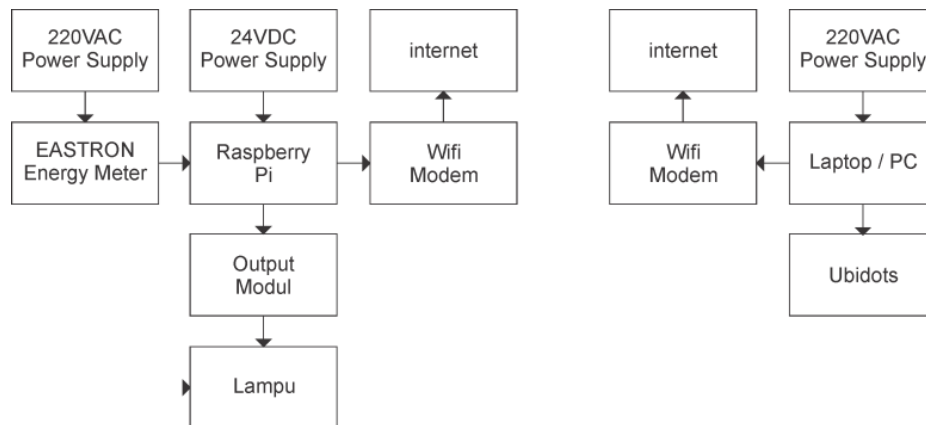 220VAC
Power Supply
24VDC
Power Supply
internet
internet
220VAC
Power Supply
EASTRON
Energy Meter
Raspberry
Pi
Wifi
Modem
Wifi
Modem
Laptop / PC
Output
Modul
Ubidots
Lampu